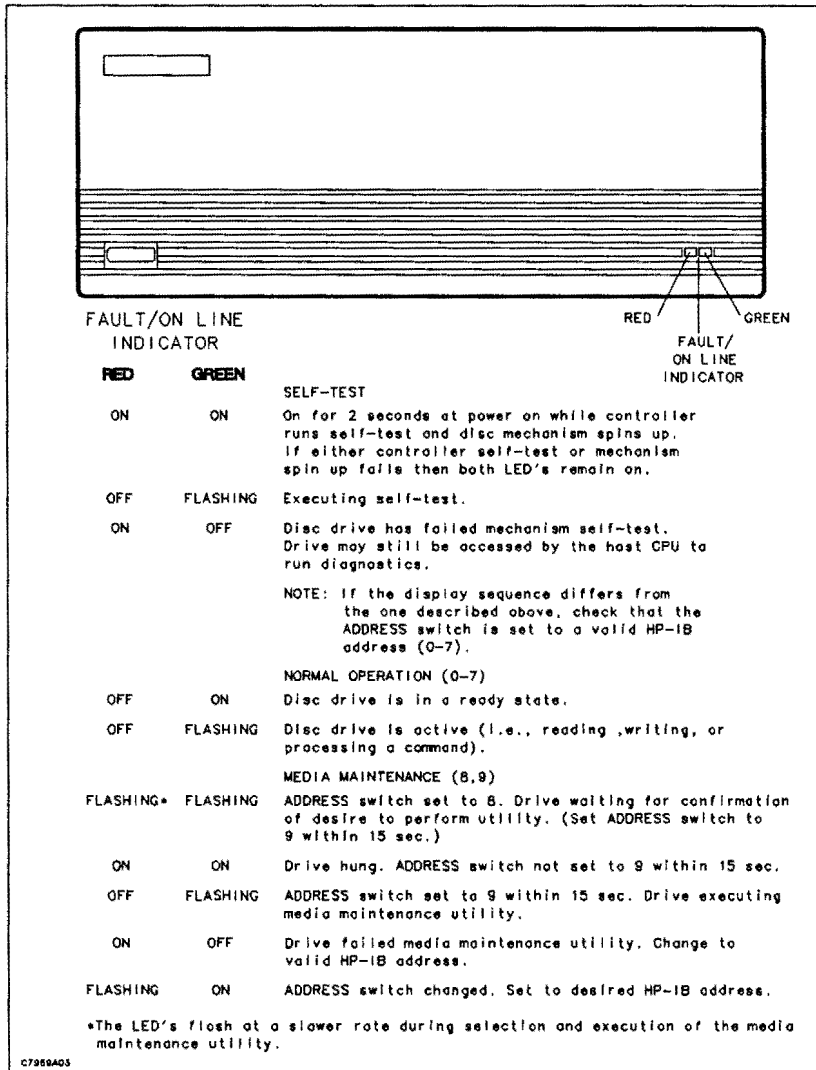 RED
GREEN
FAULT/
ON LINE
INDICATOR
FAULT/ON LINE
INDICATOR
RED GREEN
SELF-TEST
ON ON On for 2 seconds at power on while controller
runs self-test and disc mechanism spins up.
If either controller self-test or mechanism
spin up fails then both LED's remain on.
OFF FLASHING Executing self-test.
ON OFF Disc drive has failed mechanism self-test.
Drive may still be accessed by the host CPU to
run diagnostics.
NOTE: If the display sequence differs from
the one described above, check that the
ADDRESS switch is set to a valid HP-IB
address (0-7).
NORMAL OPERATION (0-7)
OFF ON Disc drive is in a ready state.
OFF FLASHING Disc drive is active (i.e., reading ,writing, or
processing a command).
MEDIA MAINTENANCE (8,9)
FLASHING* FLASHING ADDRESS switch set to 8. Drive waiting for confirmation
of desire to perform utility. (Set ADDRESS switch to
9 within 15 sec.)
ON ON Drive hung. ADDRESS switch not set to 9 within 15 sec.
OFF FLASHING ADDRESS switch set to 9 within 15 sec. Drive executing
media maintenance utility.
ON OFF Drive failed media maintenance utility. Change to
valid HP-IB address.
FLASHING ON ADDRESS switch changed. Set to desired HP-IB address.
*The LED's flash at a slower rate during selection and execution of the media
maintenance utility.
C7959A03